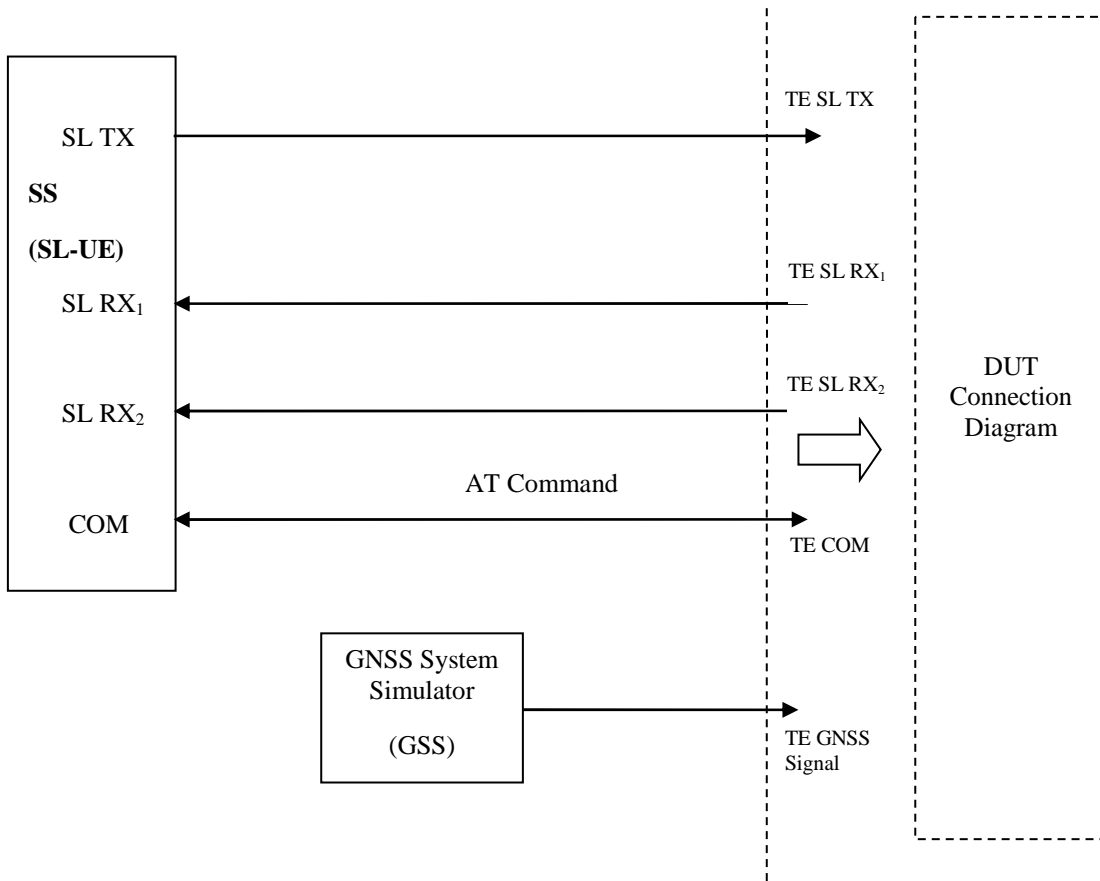 TE SL TX
SL TX
SS
(SL-UE)
TE SL RX₁
SL RX₁
TE SL RX₂
SL RX₂
AT Command
COM
TE COM
DUT
Connection
Diagram
GNSS System
Simulator
(GSS)
TE GNSS
Signal